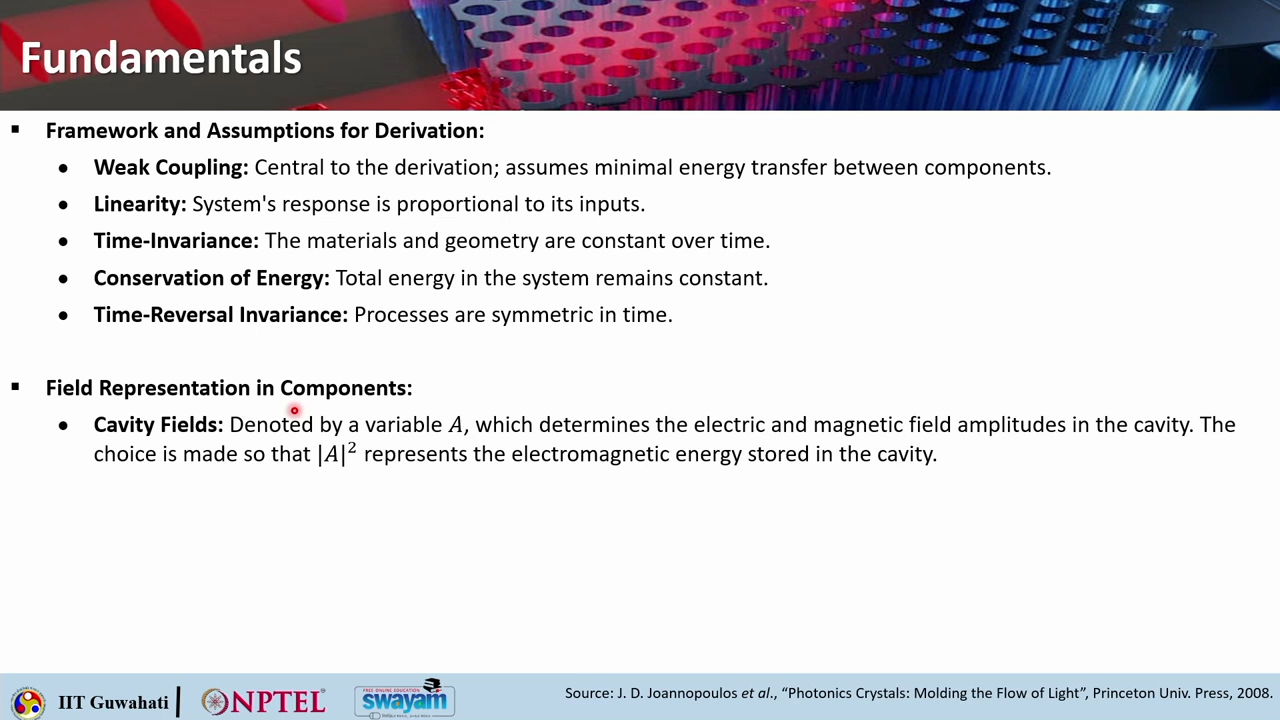 Fundamentals
▪ Framework and Assumptions for Derivation:
● Weak Coupling: Central to the derivation; assumes minimal energy transfer between components.
● Linearity: System's response is proportional to its inputs.
● Time-Invariance: The materials and geometry are constant over time.
● Conservation of Energy: Total energy in the system remains constant.
● Time-Reversal Invariance: Processes are symmetric in time.
▪ Field Representation in Components:
● Cavity Fields: Denoted by a variable A, which determines the electric and magnetic field amplitudes in the cavity. The
choice is made so that |A|² represents the electromagnetic energy stored in the cavity.
IIT Guwahati
NPTEL
FREE ONLINE EDUCATION
swayam
Source: J. D. Joannopoulos et al., “Photonics Crystals: Molding the Flow of Light”, Princeton Univ. Press, 2008.